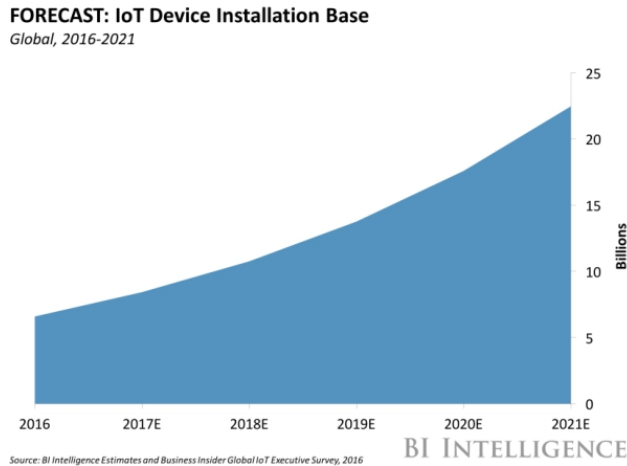 FORECAST: IoT Device Installation Base
Global, 2016-2021
25
20
15
10
5
0
Billions
2016 2017E 2018E 2019E 2020E 2021E
Source: BI Intelligence Estimates and Business Insider Global IoT Executive Survey, 2016
BI INTELLIGENCE